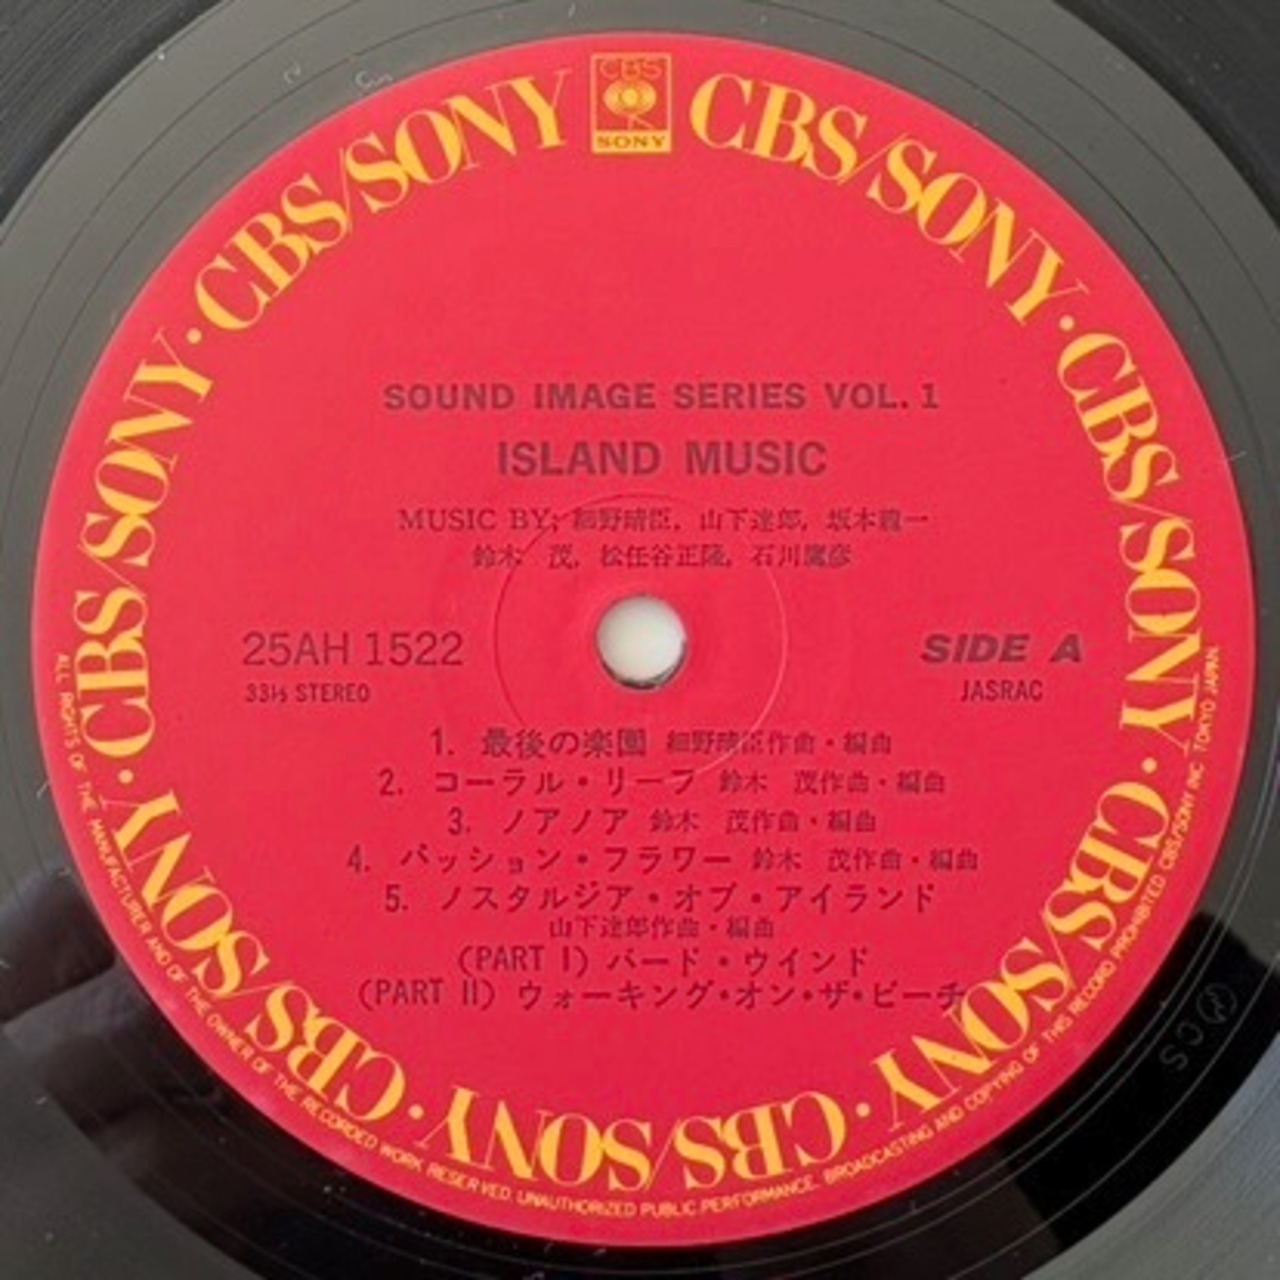 CBS
SONY
CBS/SONY · CBS/SONY · CBS/SONY · CBS/SONY · CBS/SONY · CBS/SONY · CBS/SONY · CBS/SONY
SOUND IMAGE SERIES VOL. 1
ISLAND MUSIC
MUSIC BY; 細野晴臣, 山下達郎, 坂本龍一
鈴木 茂, 松任谷正隆, 石川鷹彦
25AH 1522
33⅓ STEREO
SIDE A
JASRAC
1. 最後の楽園 細野晴臣作曲・編曲
2. コーラル・リーフ 鈴木 茂作曲・編曲
3. ノアノア 鈴木 茂作曲・編曲
4. パッション・フラワー 鈴木 茂作曲・編曲
5. ノスタルジア・オブ・アイランド
山下達郎作曲・編曲
(PART I) バード・ウインド
(PART II) ウォーキング・オン・ザ・ビーチ
ALL RIGHTS OF THE MANUFACTURER AND OF THE OWNER OF THE RECORDED WORK RESERVED. UNAUTHORIZED PUBLIC PERFORMANCE, BROADCASTING AND COPYING OF THIS RECORD PROHIBITED CBS/SONY INC TOKYO JAPAN.